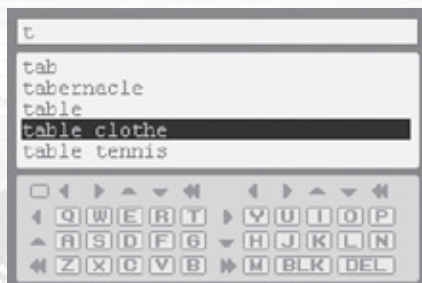 t
tab
tabernacle
table
table clothe
table tennis
Q W E R T Y U I O P
A S D F G H J K L N
Z X C V B M BLK DEL